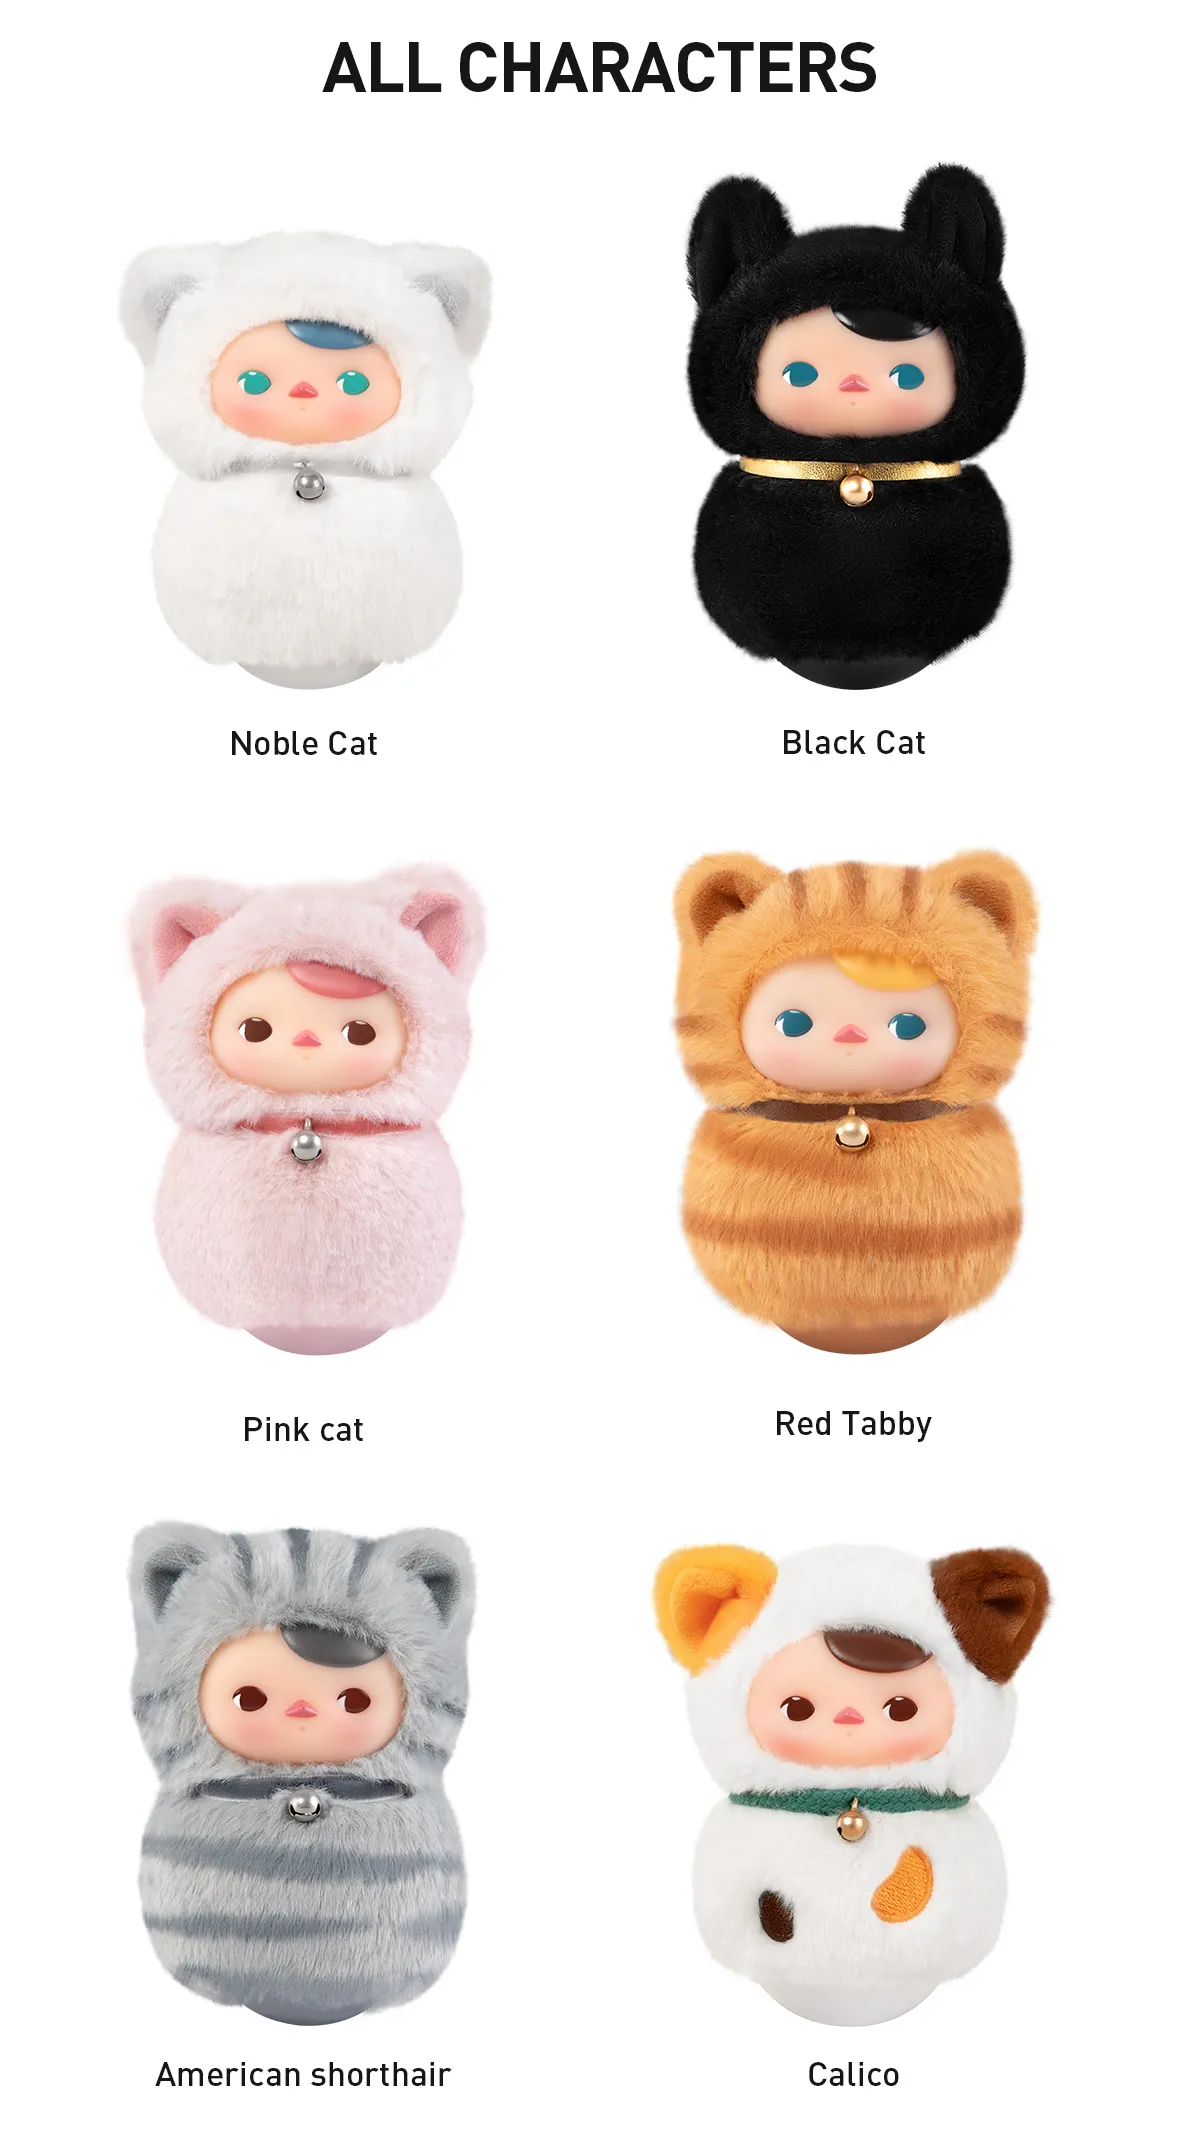 ALL CHARACTERS
Noble Cat
Black Cat
Pink cat
Red Tabby
American shorthair
Calico